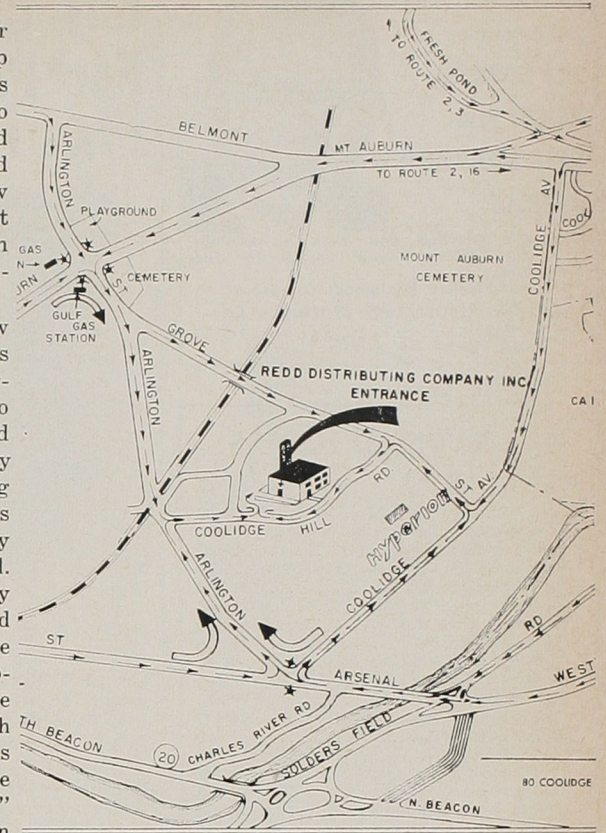 FRESH POND
TO ROUTE 2,3
BELMONT
MT AUBURN
TO ROUTE 2, 16
ARLINGTON
ST
PLAYGROUND
GAS
CEMETERY
GULF
GAS
STATION
MOUNT AUBURN
CEMETERY
COOLIDGE
AV
GROVE
ARLINGTON
REDD DISTRIBUTING COMPANY INC
ENTRANCE
COOLIDGE HILL RD
ST
AV
Hyperion
COOLIDGE
ARLINGTON
ST
ARSENAL
RD
WEST
TH BEACON
20
CHARLES RIVER RD
SOLDERS FIELD
80 COOLIDGE
N. BEACON